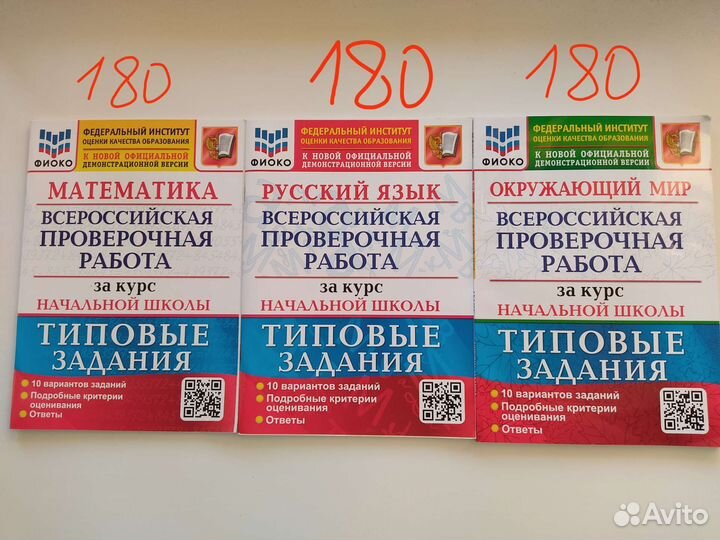 180
180
180
ФИОКО
ФЕДЕРАЛЬНЫЙ ИНСТИТУТ
ОЦЕНКИ КАЧЕСТВА ОБРАЗОВАНИЯ
К НОВОЙ ОФИЦИАЛЬНОЙ
ДЕМОНСТРАЦИОННОЙ ВЕРСИИ
МАТЕМАТИКА
ВСЕРОССИЙСКАЯ
ПРОВЕРОЧНАЯ
РАБОТА
за курс
НАЧАЛЬНОЙ ШКОЛЫ
ТИПОВЫЕ
ЗАДАНИЯ
10 вариантов заданий
Подробные критерии
оценивания
Ответы
ФИОКО
ФЕДЕРАЛЬНЫЙ ИНСТИТУТ
ОЦЕНКИ КАЧЕСТВА ОБРАЗОВАНИЯ
К НОВОЙ ОФИЦИАЛЬНОЙ
ДЕМОНСТРАЦИОННОЙ ВЕРСИИ
РУССКИЙ ЯЗЫК
ВСЕРОССИЙСКАЯ
ПРОВЕРОЧНАЯ
РАБОТА
за курс
НАЧАЛЬНОЙ ШКОЛЫ
ТИПОВЫЕ
ЗАДАНИЯ
10 вариантов заданий
Подробные критерии
оценивания
Ответы
ФИОКО
ФЕДЕРАЛЬНЫЙ ИНСТИТУТ
ОЦЕНКИ КАЧЕСТВА ОБРАЗОВАНИЯ
К НОВОЙ ОФИЦИАЛЬНОЙ
ДЕМОНСТРАЦИОННОЙ ВЕРСИИ
ОКРУЖАЮЩИЙ МИР
ВСЕРОССИЙСКАЯ
ПРОВЕРОЧНАЯ
РАБОТА
за курс
НАЧАЛЬНОЙ ШКОЛЫ
ТИПОВЫЕ
ЗАДАНИЯ
10 вариантов заданий
Подробные критерии
оценивания
Ответы
Avito